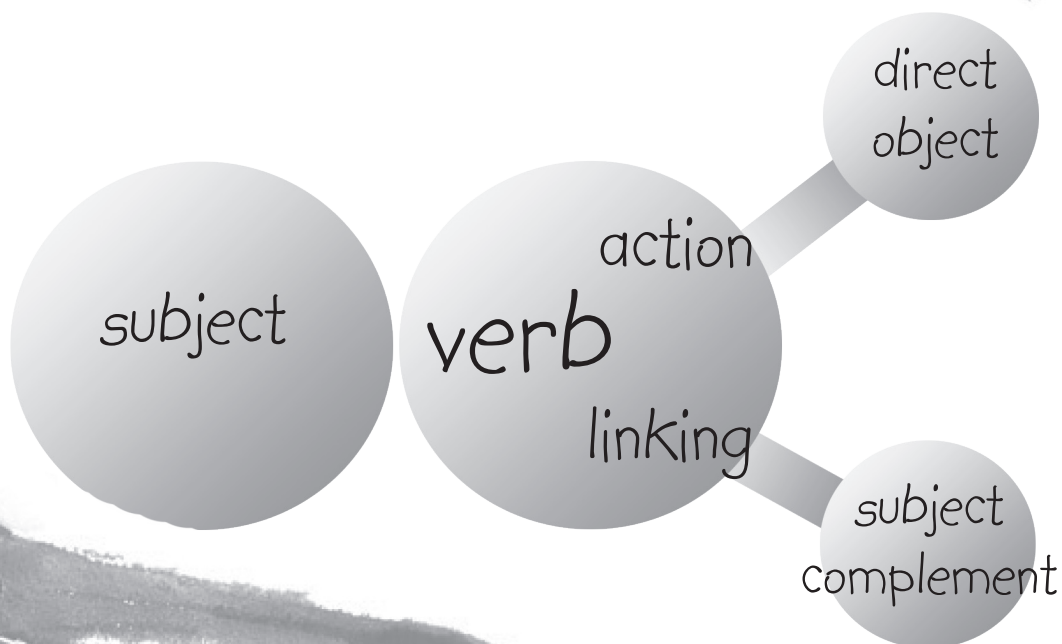 subject
verb
action
linking
direct
object
subject
complement